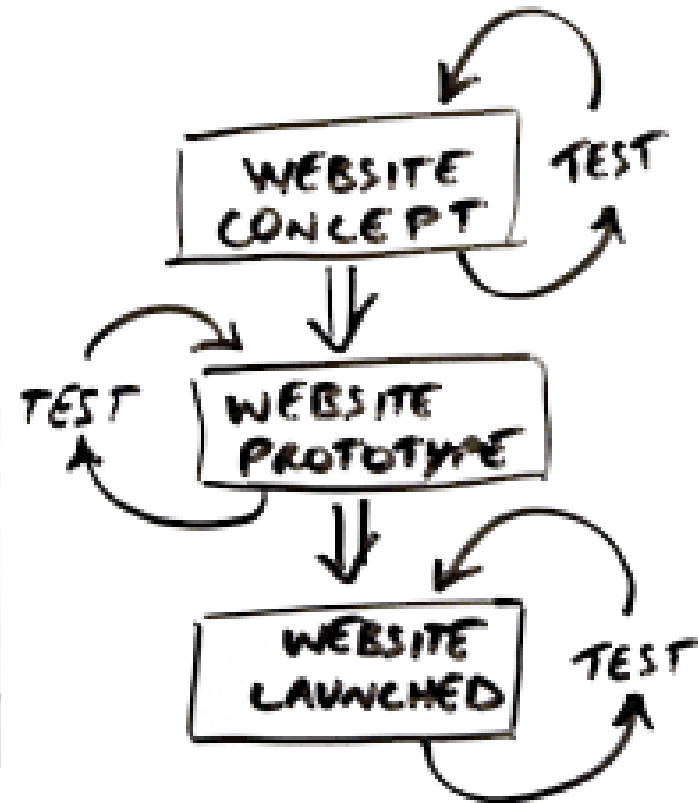 WEBSITE
CONCEPT
TEST
TEST
WEBSITE
PROTOTYPE
WEBSITE
LAUNCHED
TEST